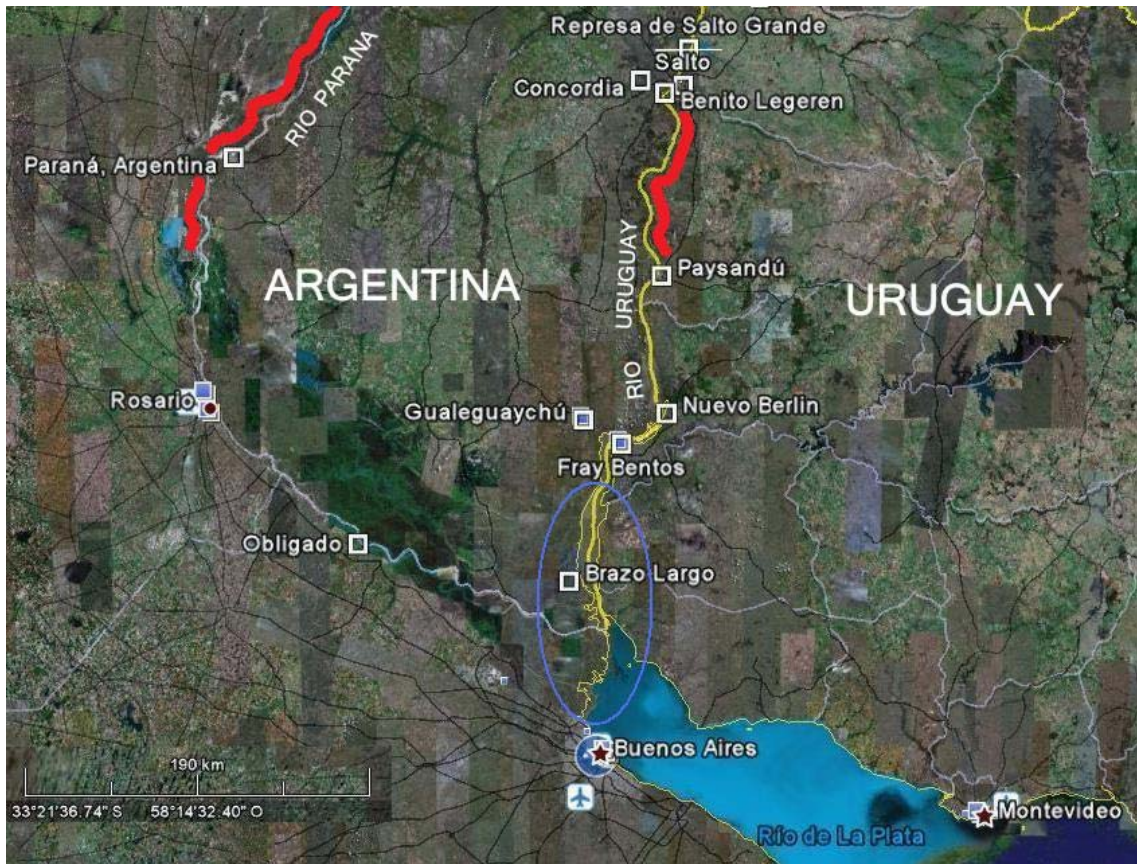 Represa de Salto Grande
Salto
Concordia
Benito Legeren
RIO PARANA
Paraná, Argentina
ARGENTINA
RIO URUGUAY
Paysandú
URUGUAY
Rosario
Gualeguaychú
Nuevo Berlin
Fray Bentos
Obligado
Brazo Largo
Buenos Aires
190 km
33°21'36.74" S 58°14'32.40" O
Montevideo
Río de La Plata